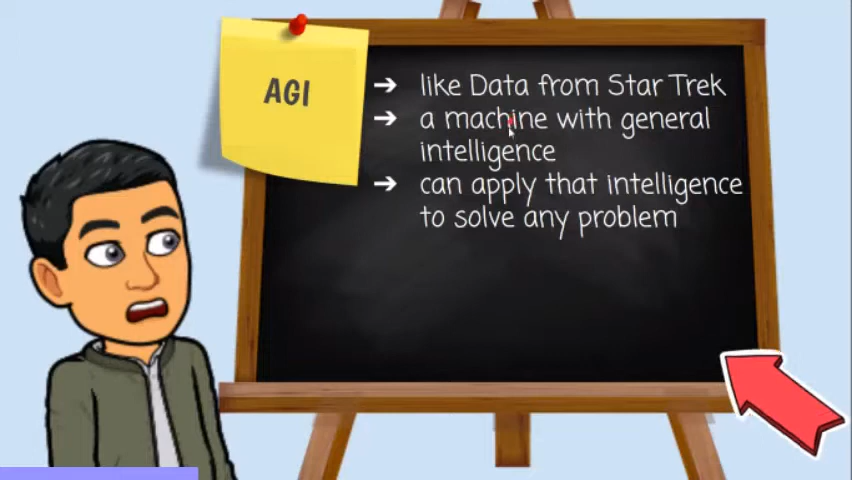 AGI
➔ like Data from Star Trek
➔ a machine with general
intelligence
➔ can apply that intelligence
to solve any problem